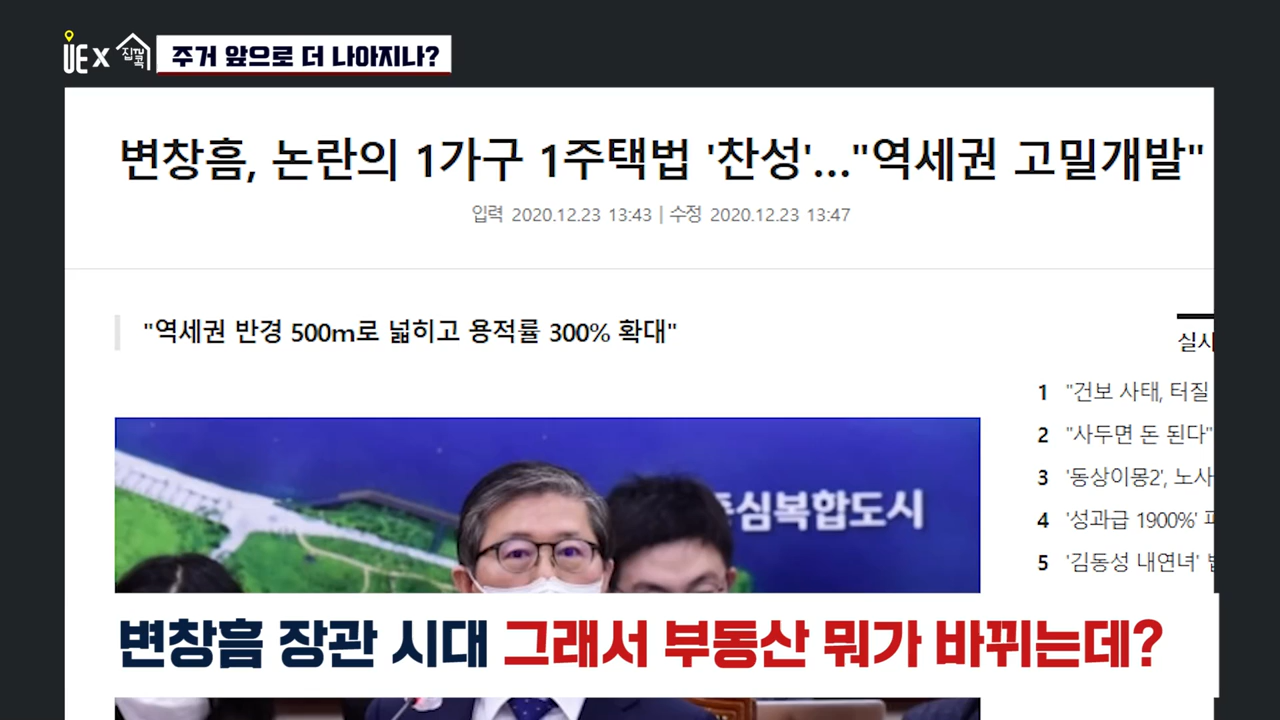 UE X 집콕 주거 앞으로 더 나아지나?
변창흠, 논란의 1가구 1주택법 '찬성'..."역세권 고밀개발"
입력 2020.12.23 13:43 | 수정 2020.12.23 13:47
"역세권 반경 500m로 넓히고 용적률 300% 확대"
실시
1 "건보 사태, 터질
2 "사두면 돈 된다"
3 '동상이몽2', 노사
4 '성과급 1900%'
5 '김동성 내연녀'
중심복합도시
변창흠 장관 시대 그래서 부동산 뭐가 바뀌는데?